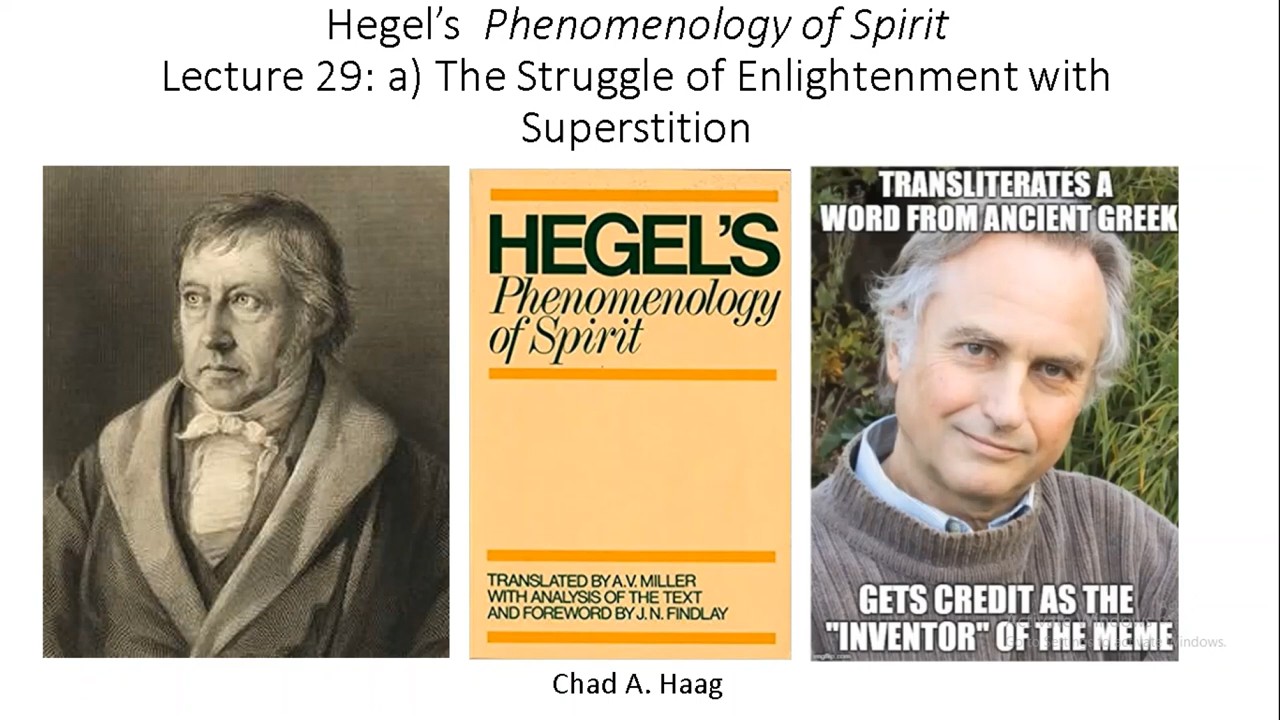 Hegel’s Phenomenology of Spirit
Lecture 29: a) The Struggle of Enlightenment with
Superstition
HEGEL'S
Phenomenology
of Spirit
TRANSLATED BY A.V. MILLER
WITH ANALYSIS OF THE TEXT
AND FOREWORD BY J. N. FINDLAY
TRANSLITERATES A
WORD FROM ANCIENT GREEK
GETS CREDIT AS THE
"INVENTOR" OF THE MEME
imgflip.com
Chad A. Haag